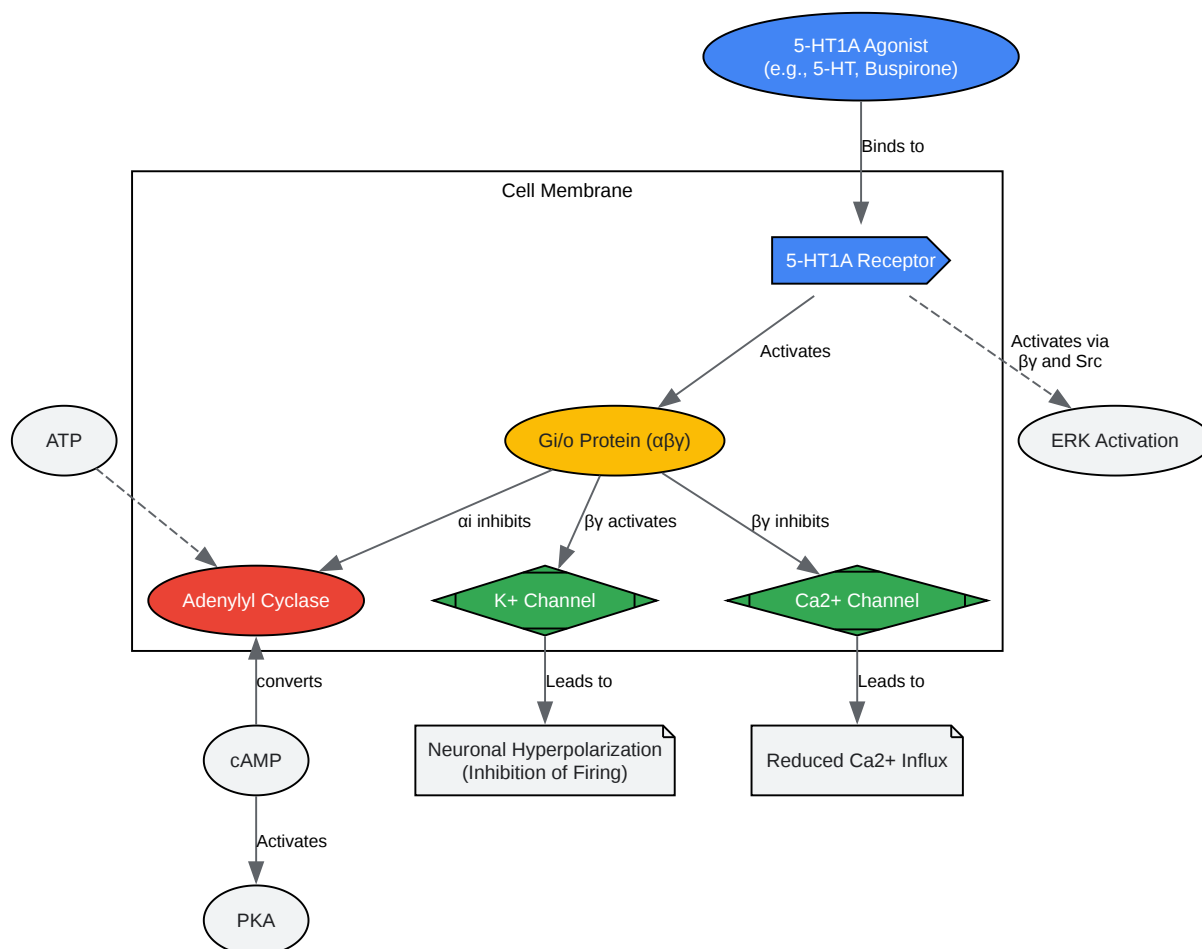 5-HT1A Agonist
(e.g., 5-HT, Buspirone)
Binds to
Cell Membrane
5-HT1A Receptor
Activates
Activates via
βγ and Src
ATP
Gi/o Protein (αβγ)
ERK Activation
αi inhibits
βγ activates
βγ inhibits
Adenylyl Cyclase
K+ Channel
Ca2+ Channel
converts
Leads to
Leads to
cAMP
Neuronal Hyperpolarization
(Inhibition of Firing)
Reduced Ca2+ Influx
Activates
PKA